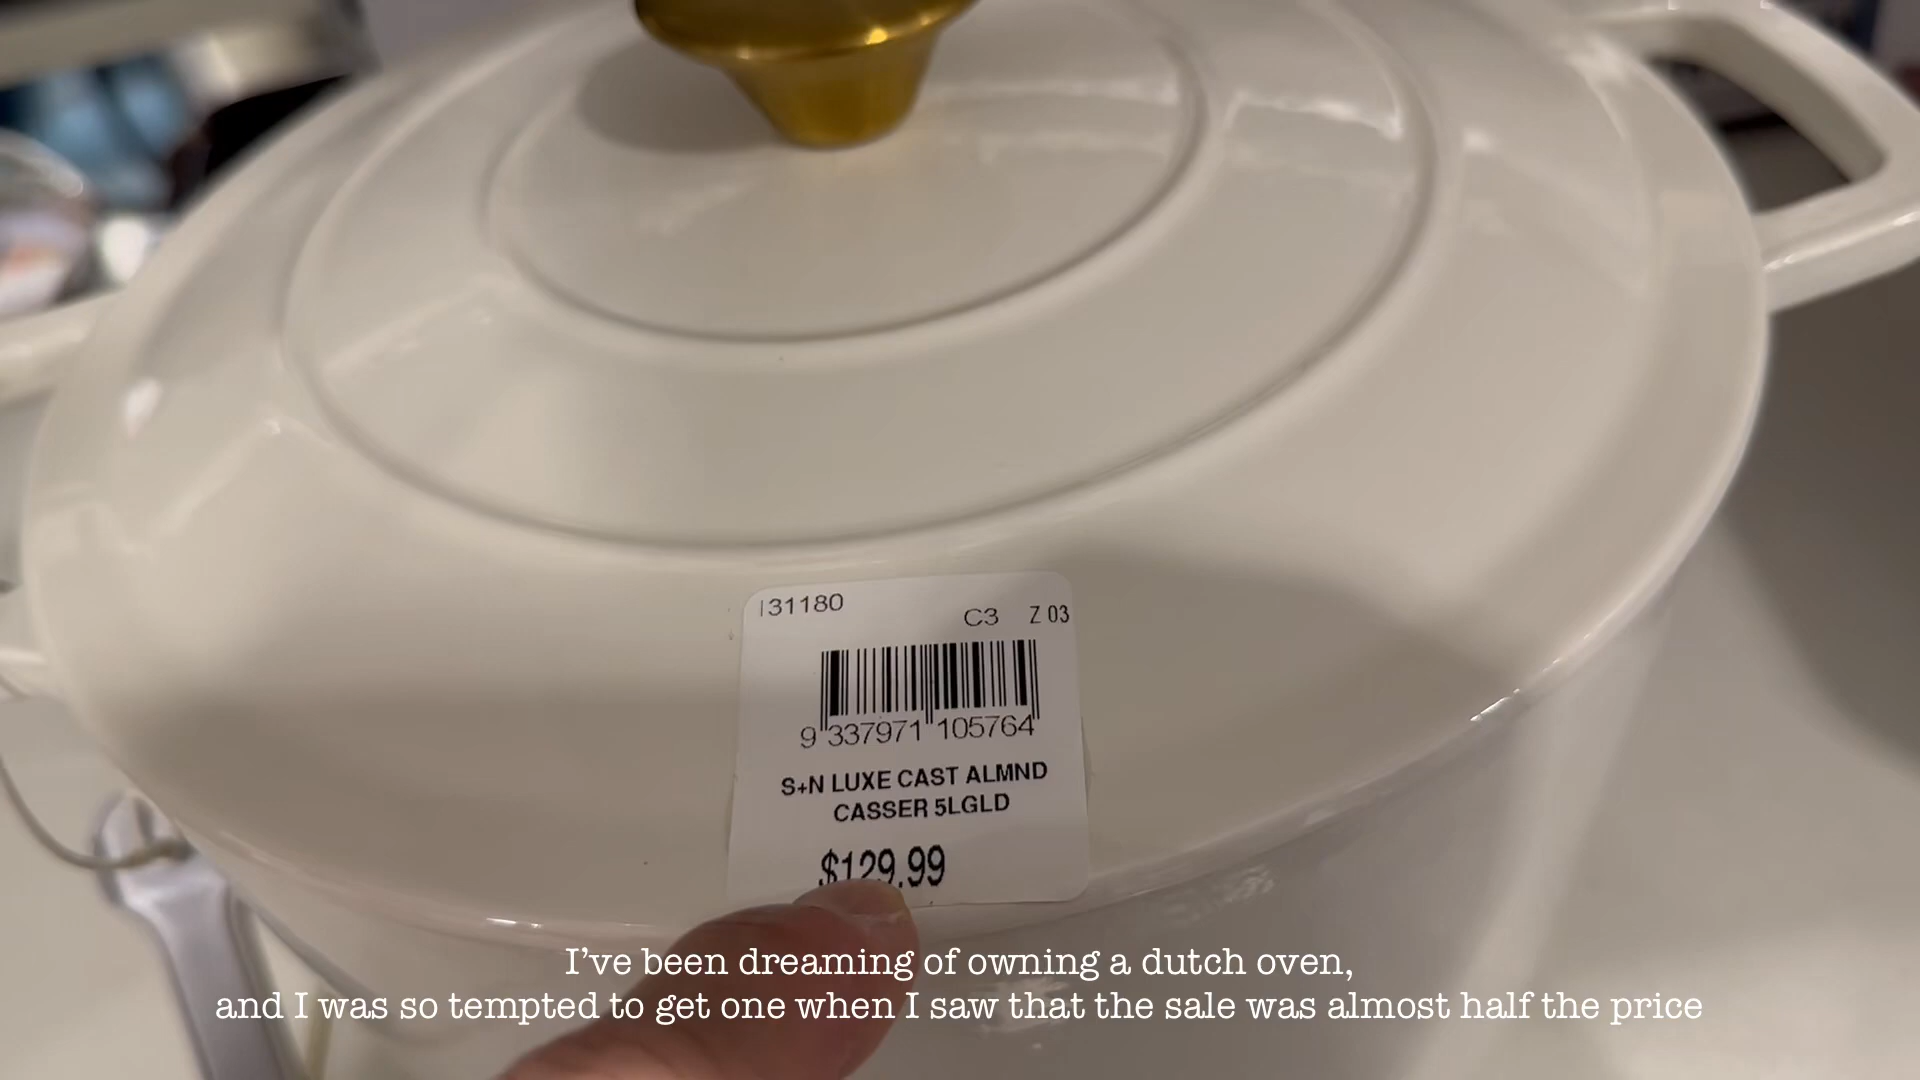 131180
C3 Z 03
9 337971 105764
S+N LUXE CAST ALMND
CASSER 5LGLD
$129.99
I've been dreaming of owning a dutch oven,
and I was so tempted to get one when I saw that the sale was almost half the price